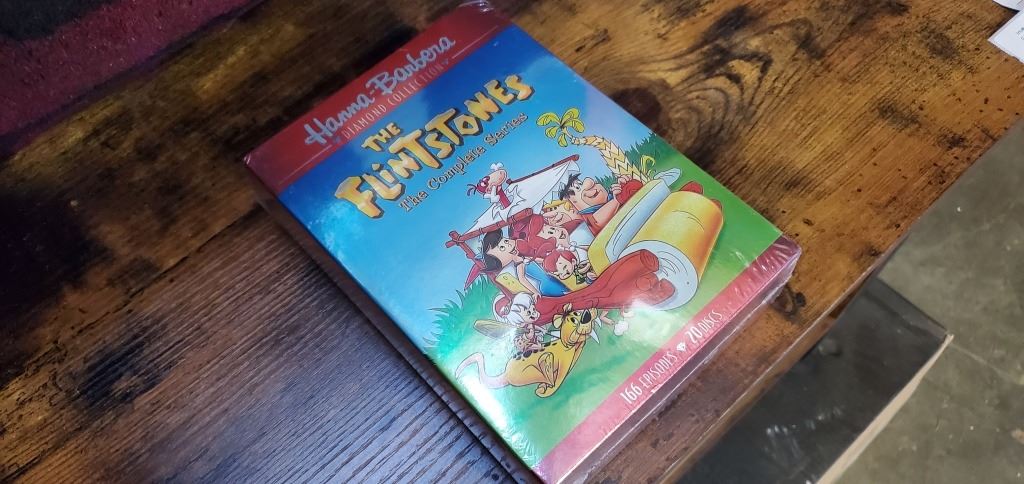 Hanna-Barbera
DIAMOND COLLECTION
THE
FLINTSTONES
The Complete Series
166 EPISODES 20 DISCS